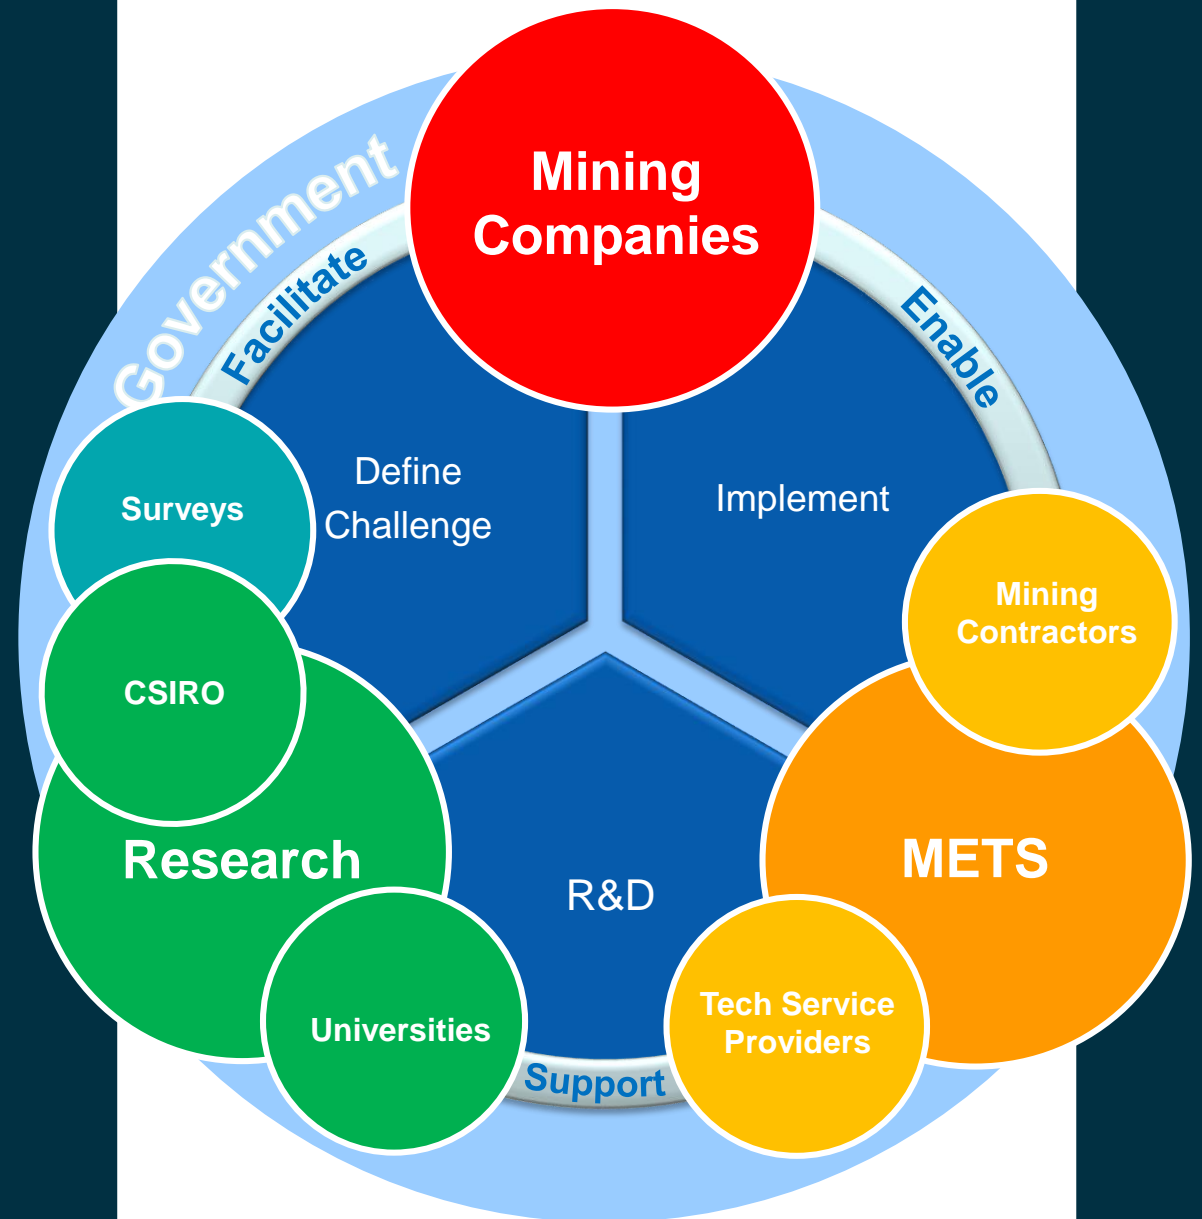 Mining
Companies
Government
Facilitate
Enable
Define
Challenge
Implement
Surveys
Mining
Contractors
CSIRO
Research
METS
R&D
Universities
Tech Service
Providers
Support